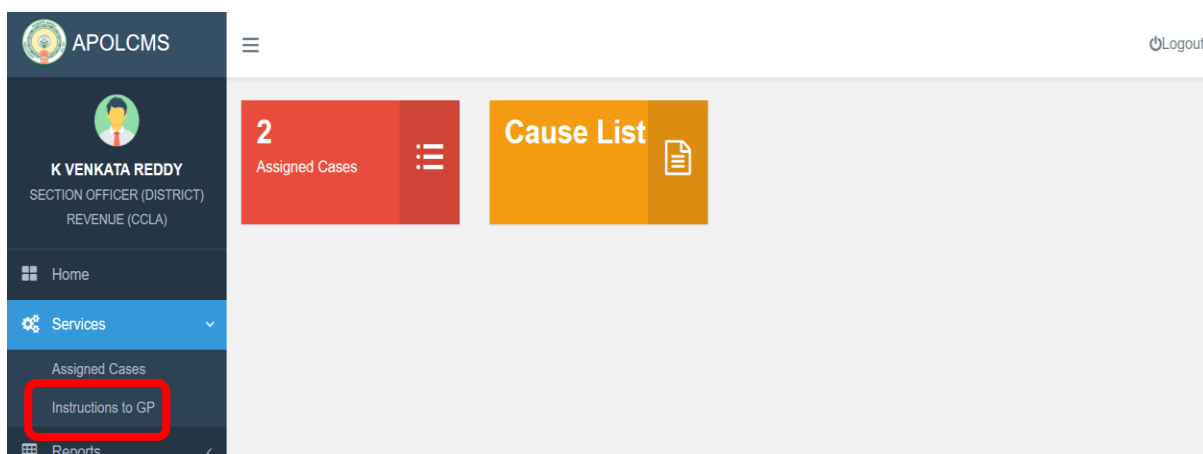 APOLCMS
Logout
K VENKATA REDDY
SECTION OFFICER (DISTRICT)
REVENUE (CCLA)
Home
Services
Assigned Cases
Instructions to GP
Reports
2
Assigned Cases
Cause List